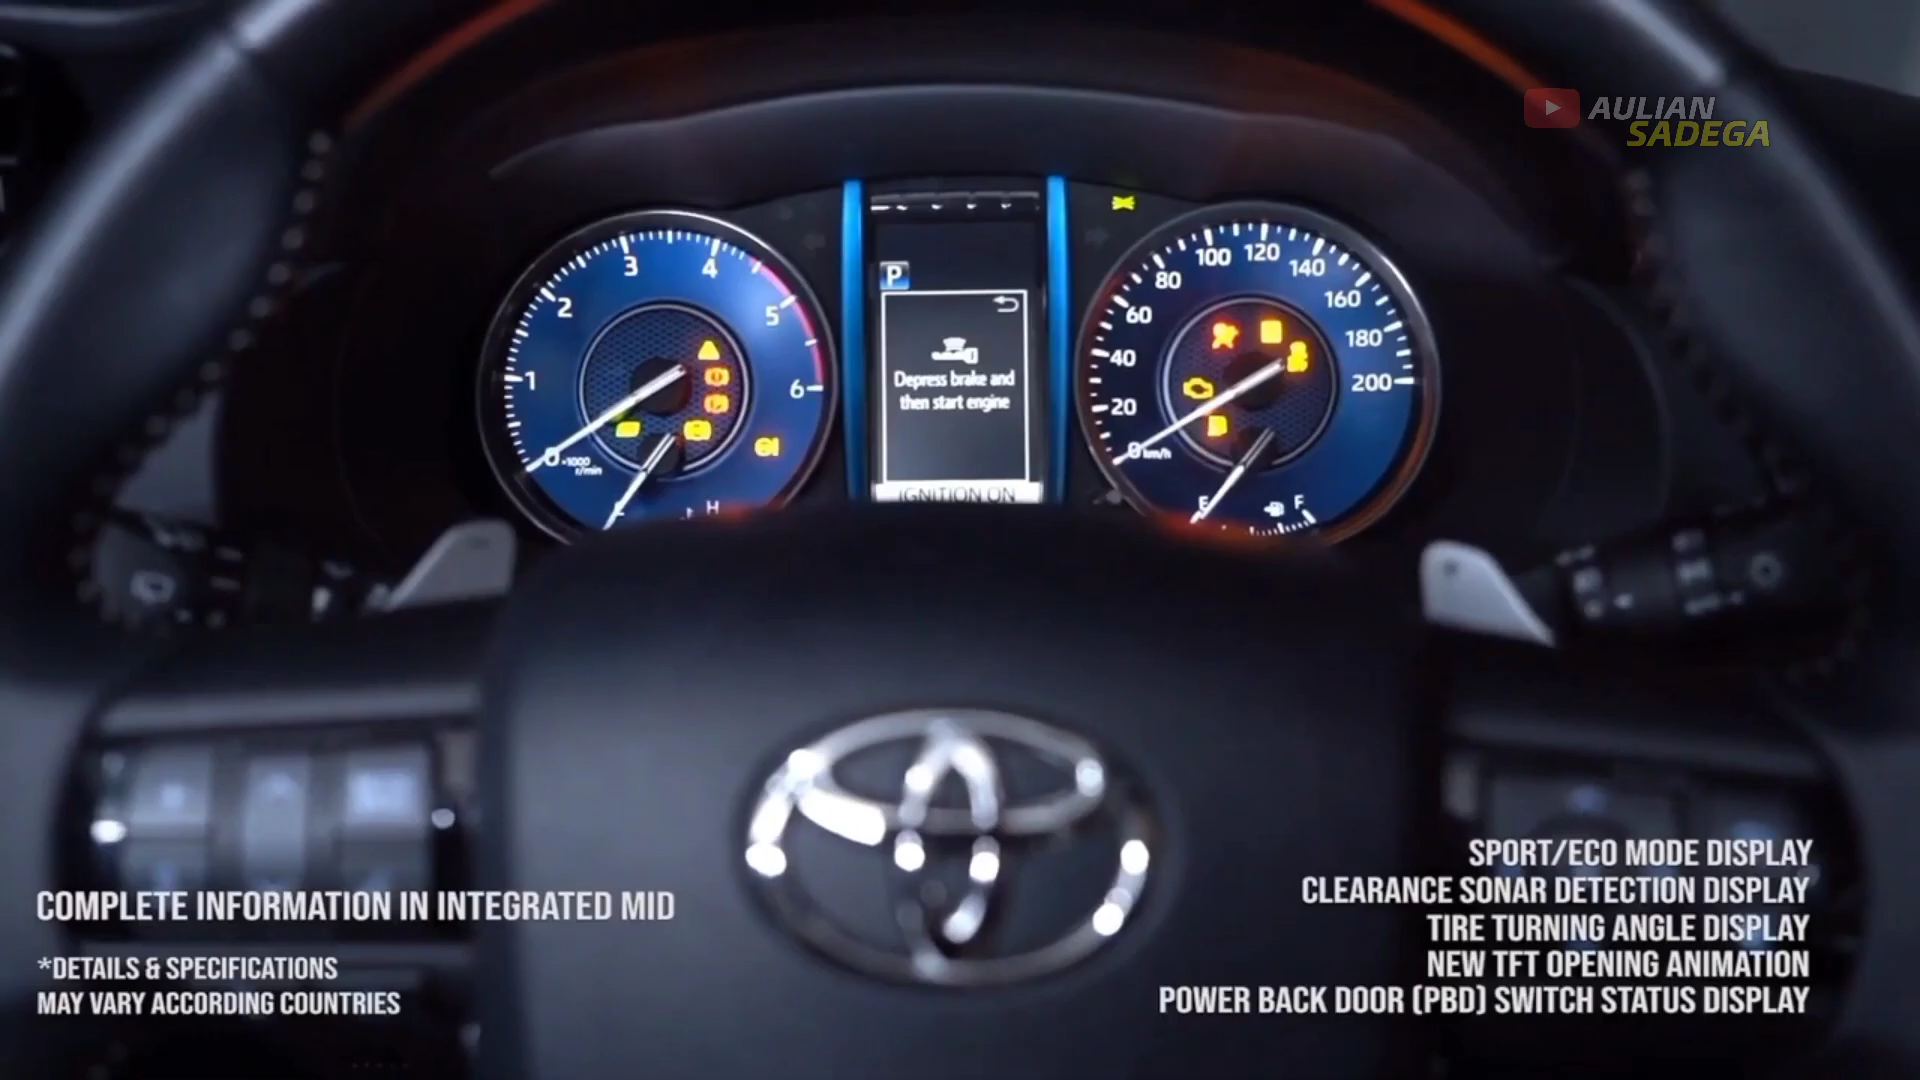 AULIAN
SADEGA
1
2
3
4
5
6
0
×1000
r/min
H
P
Depress brake and
then start engine
IGNITION ON
0
km/h
20
40
60
80
100
120
140
160
180
200
E
F
COMPLETE INFORMATION IN INTEGRATED MID
*DETAILS & SPECIFICATIONS
MAY VARY ACCORDING COUNTRIES
SPORT/ECO MODE DISPLAY
CLEARANCE SONAR DETECTION DISPLAY
TIRE TURNING ANGLE DISPLAY
NEW TFT OPENING ANIMATION
POWER BACK DOOR (PBD) SWITCH STATUS DISPLAY